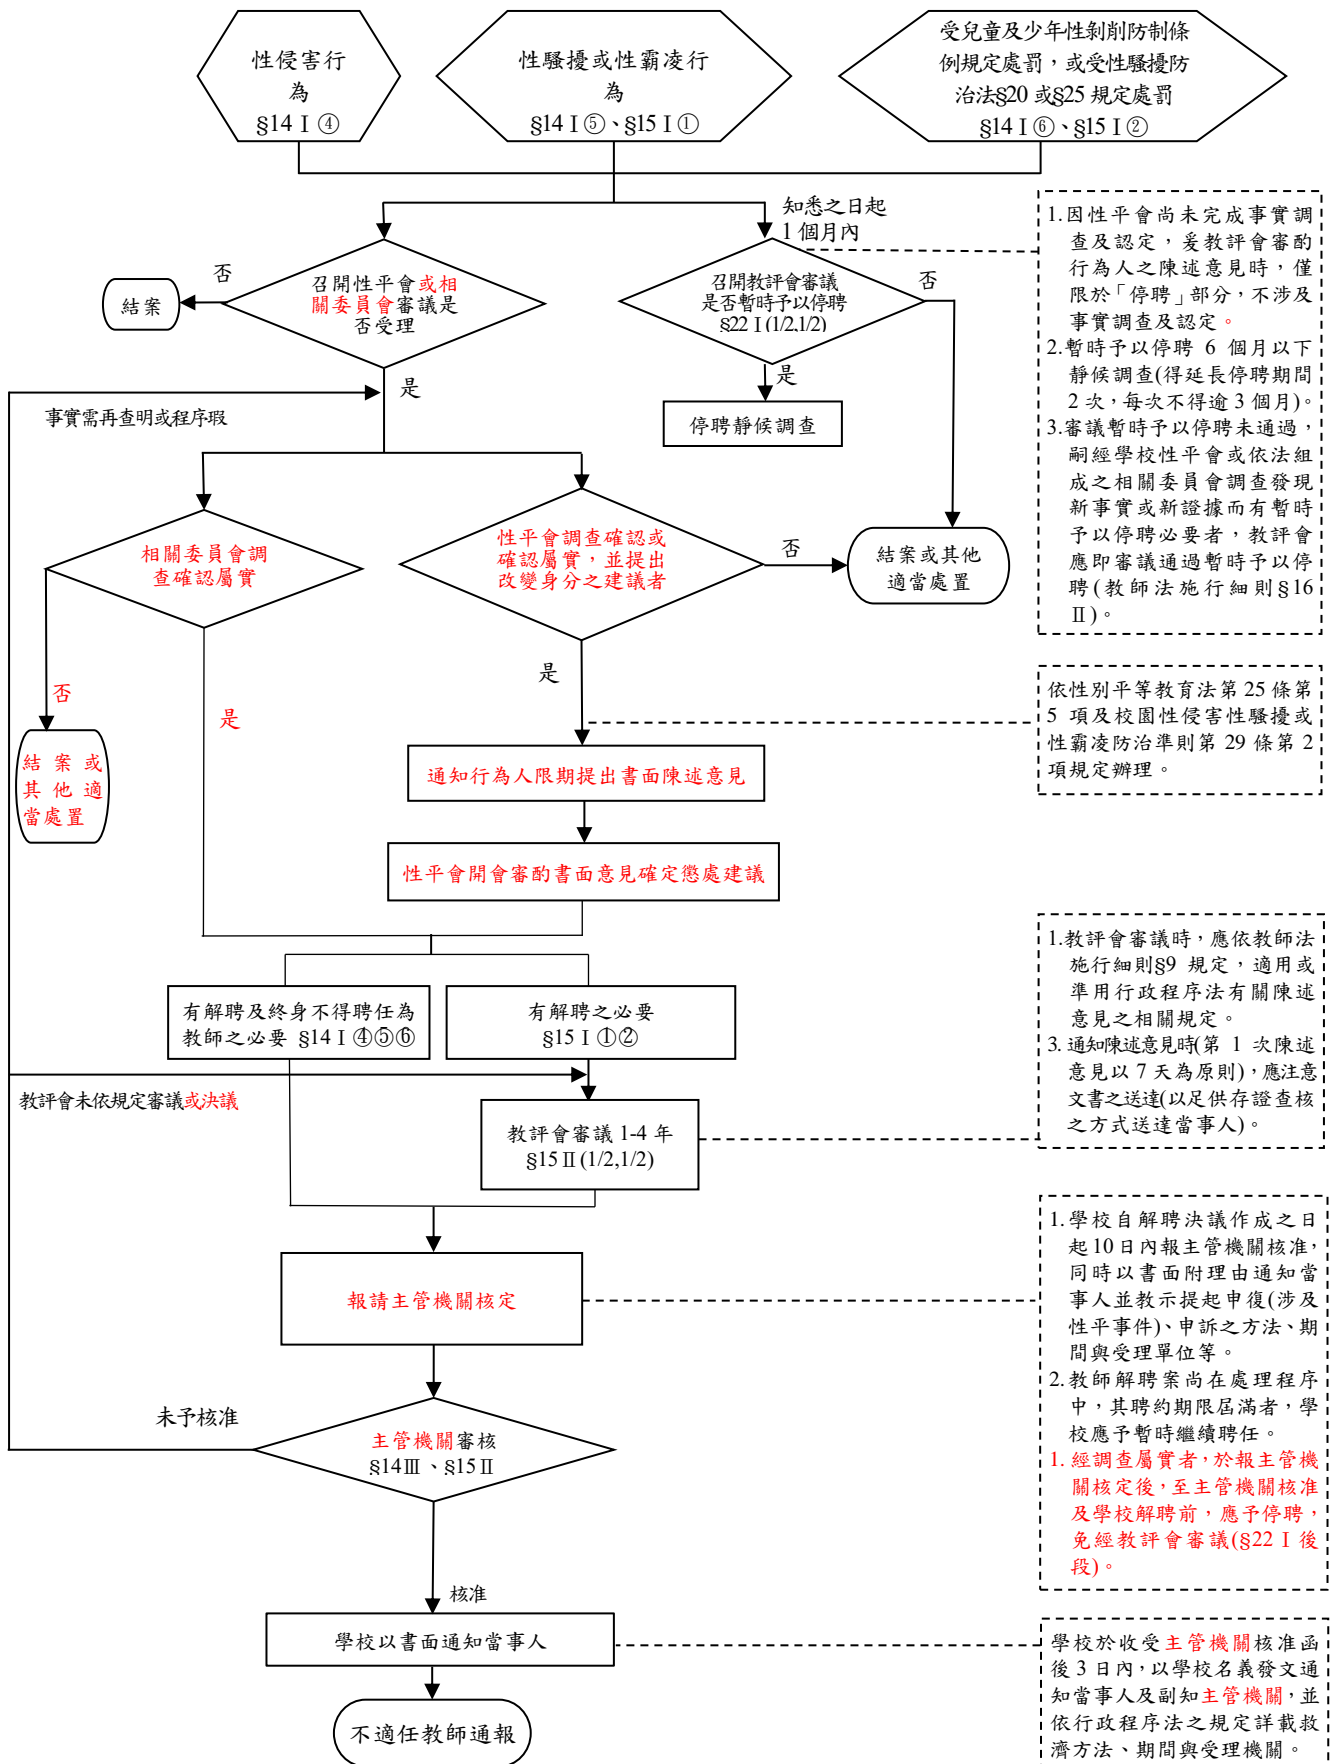 性侵害行
為
§14Ⅰ④
性騷擾或性霸凌行
為
§14Ⅰ⑤、§15Ⅰ①
受兒童及少年性剝削防制條
例規定處罰，或受性騷擾防
治法§20 或§25 規定處罰
§14Ⅰ⑥、§15Ⅰ②
知悉之日起
1 個月內
召開性平會或相
關委員會審議是
否受理
否
結案
是
召開教評會審議
是否暫時予以停聘
§22Ⅰ(1/2,1/2)
否
是
停聘靜候調查
1.因性平會尚未完成事實調
查及認定，爰教評會審酌
行為人之陳述意見時，僅
限於「停聘」部分，不涉及
事實調查及認定。
2.暫時予以停聘 6 個月以下
靜候調查(得延長停聘期間
2 次，每次不得逾 3 個月)。
3.審議暫時予以停聘未通過，
嗣經學校性平會或依法組
成之相關委員會調查發現
新事實或新證據而有暫時
予以停聘必要者，教評會
應即審議通過暫時予以停
聘(教師法施行細則§16
Ⅱ)。
事實需再查明或程序瑕
相關委員會調
查確認屬實
性平會調查確認或
確認屬實，並提出
改變身分之建議者
否
結案或其他
適當處置
否
結案或
其他適
當處置
是
是
依性別平等教育法第 25 條第
5 項及校園性侵害性騷擾或
性霸凌防治準則第 29 條第 2
項規定辦理。
通知行為人限期提出書面陳述意見
性平會開會審酌書面意見確定懲處建議
有解聘及終身不得聘任為
教師之必要 §14Ⅰ④⑤⑥
有解聘之必要
§15Ⅰ①②
1.教評會審議時，應依教師法
施行細則§9 規定，適用或
準用行政程序法有關陳述
意見之相關規定。
3.通知陳述意見時(第 1 次陳述
意見以 7 天為原則)，應注意
文書之送達(以足供存證查核
之方式送達當事人)。
教評會未依規定審議或決議
教評會審議 1-4 年
§15Ⅱ(1/2,1/2)
報請主管機關核定
1.學校自解聘決議作成之日
起10 日內報主管機關核准，
同時以書面附理由通知當
事人並教示提起申復(涉及
性平事件)、申訴之方法、期
間與受理單位等。
2.教師解聘案尚在處理程序
中，其聘約期限屆滿者，學
校應予暫時繼續聘任。
1.經調查屬實者，於報主管機
關核定後，至主管機關核准
及學校解聘前，應予停聘，
免經教評會審議(§22Ⅰ後
段)。
未予核准
主管機關審核
§14Ⅲ、§15Ⅱ
核准
學校以書面通知當事人
學校於收受主管機關核准函
後 3 日內，以學校名義發文通
知當事人及副知主管機關，並
依行政程序法之規定詳載救
濟方法、期間與受理機關。
不適任教師通報